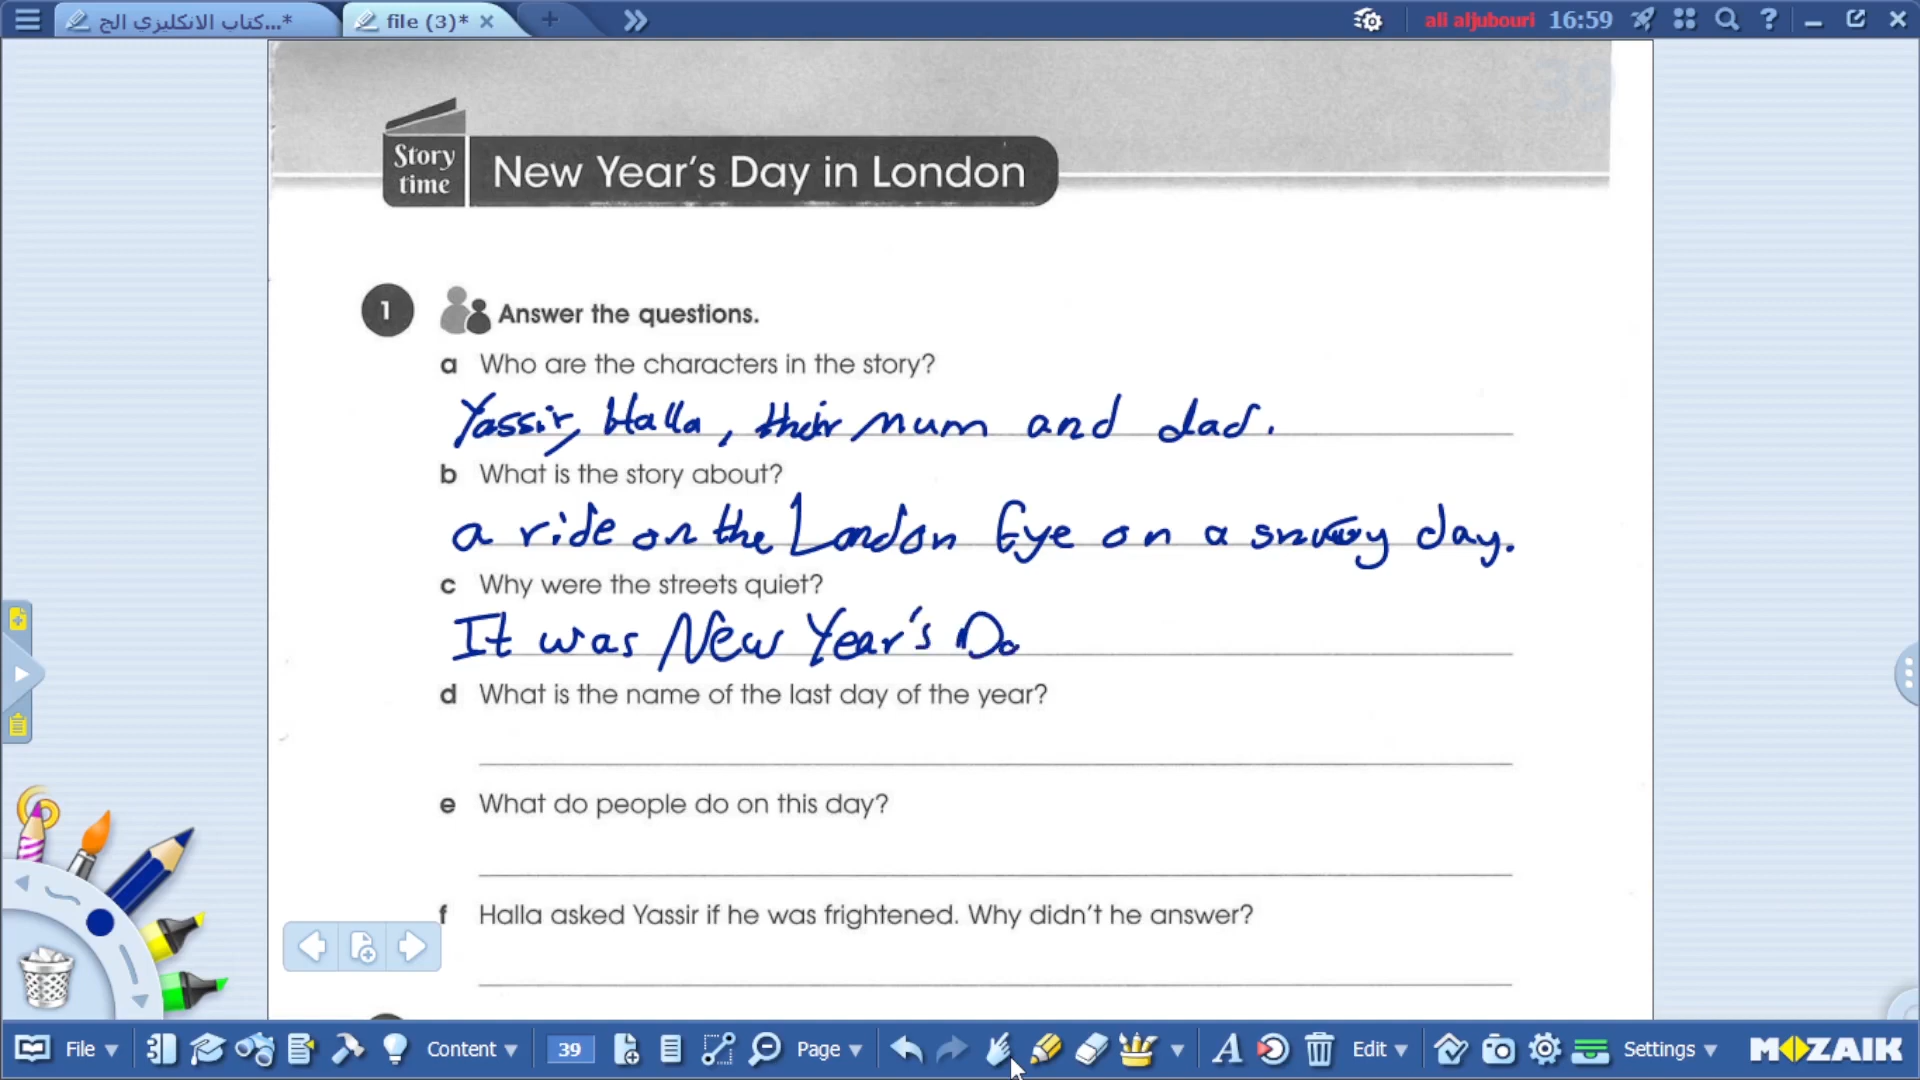 كتاب الانكليزي الج...*
file (3)*
ali aljubouri 16:59
39
Story time
New Year's Day in London
1 Answer the questions.
a Who are the characters in the story?
Yassir, Halla, their mum and dad.
b What is the story about?
a ride on the London Eye on a snowy day.
c Why were the streets quiet?
It was New Year's Da
d What is the name of the last day of the year?
e What do people do on this day?
f Halla asked Yassir if he was frightened. Why didn't he answer?
File Content 39 Page Edit Settings MOZAIK